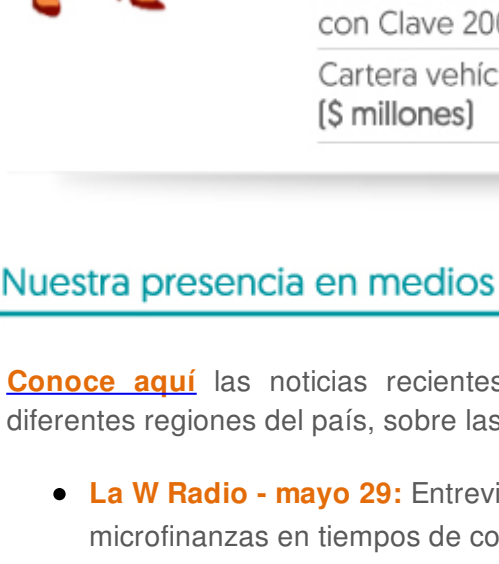 con Clave 20
Cartera vehíc
($ millones)
Nuestra presencia en medios
Conoce aquí las noticias recientes
diferentes regiones del país, sobre las
● La W Radio - mayo 29: Entrevi
microfinanzas en tiempos de co